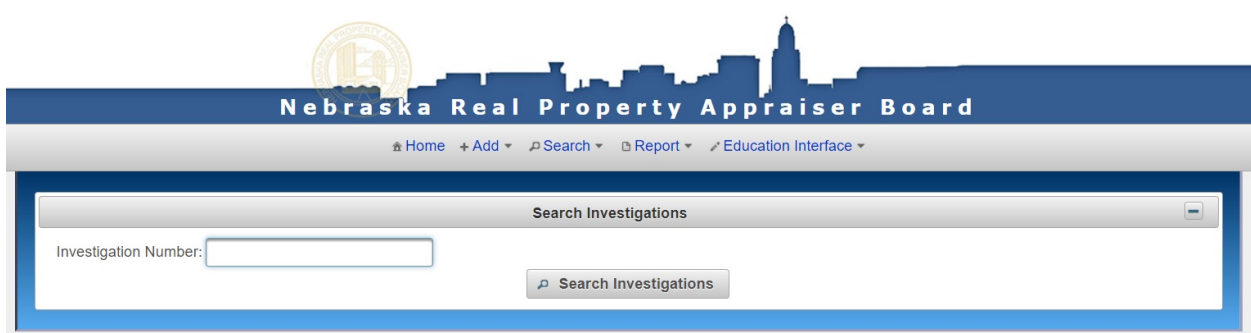 Nebraska Real Property Appraiser Board
Home Add Search Report Education Interface
Search Investigations
Investigation Number:
Search Investigations